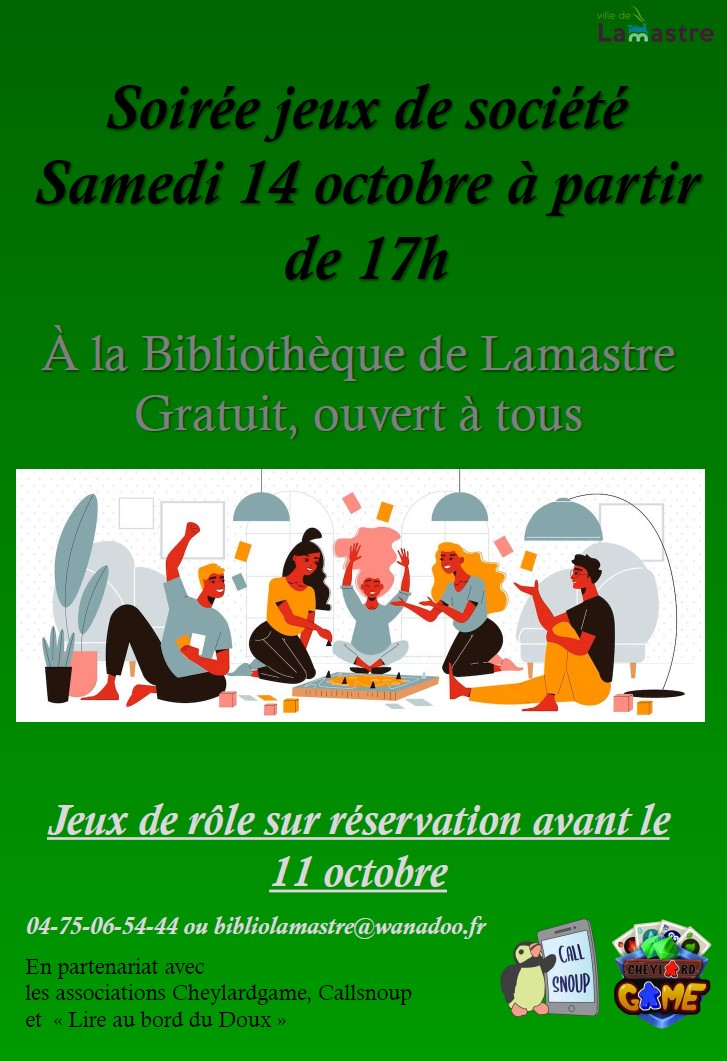 ville de
Lamastre
Soirée jeux de société
Samedi 14 octobre à partir
de 17h
À la Bibliothèque de Lamastre
Gratuit, ouvert à tous
Jeux de rôle sur réservation avant le
11 octobre
04-75-06-54-44 ou bibliolamastre@wanadoo.fr
En partenariat avec
les associations Cheylardgame, Callsnoup
et « Lire au bord du Doux »
CALL
SNOUP
CHEYLARD
GAME